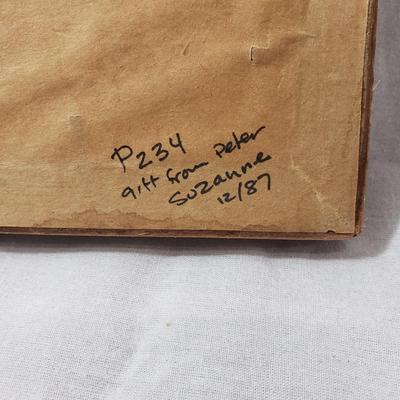 P234
gift from Peter
Suzanne
12/87